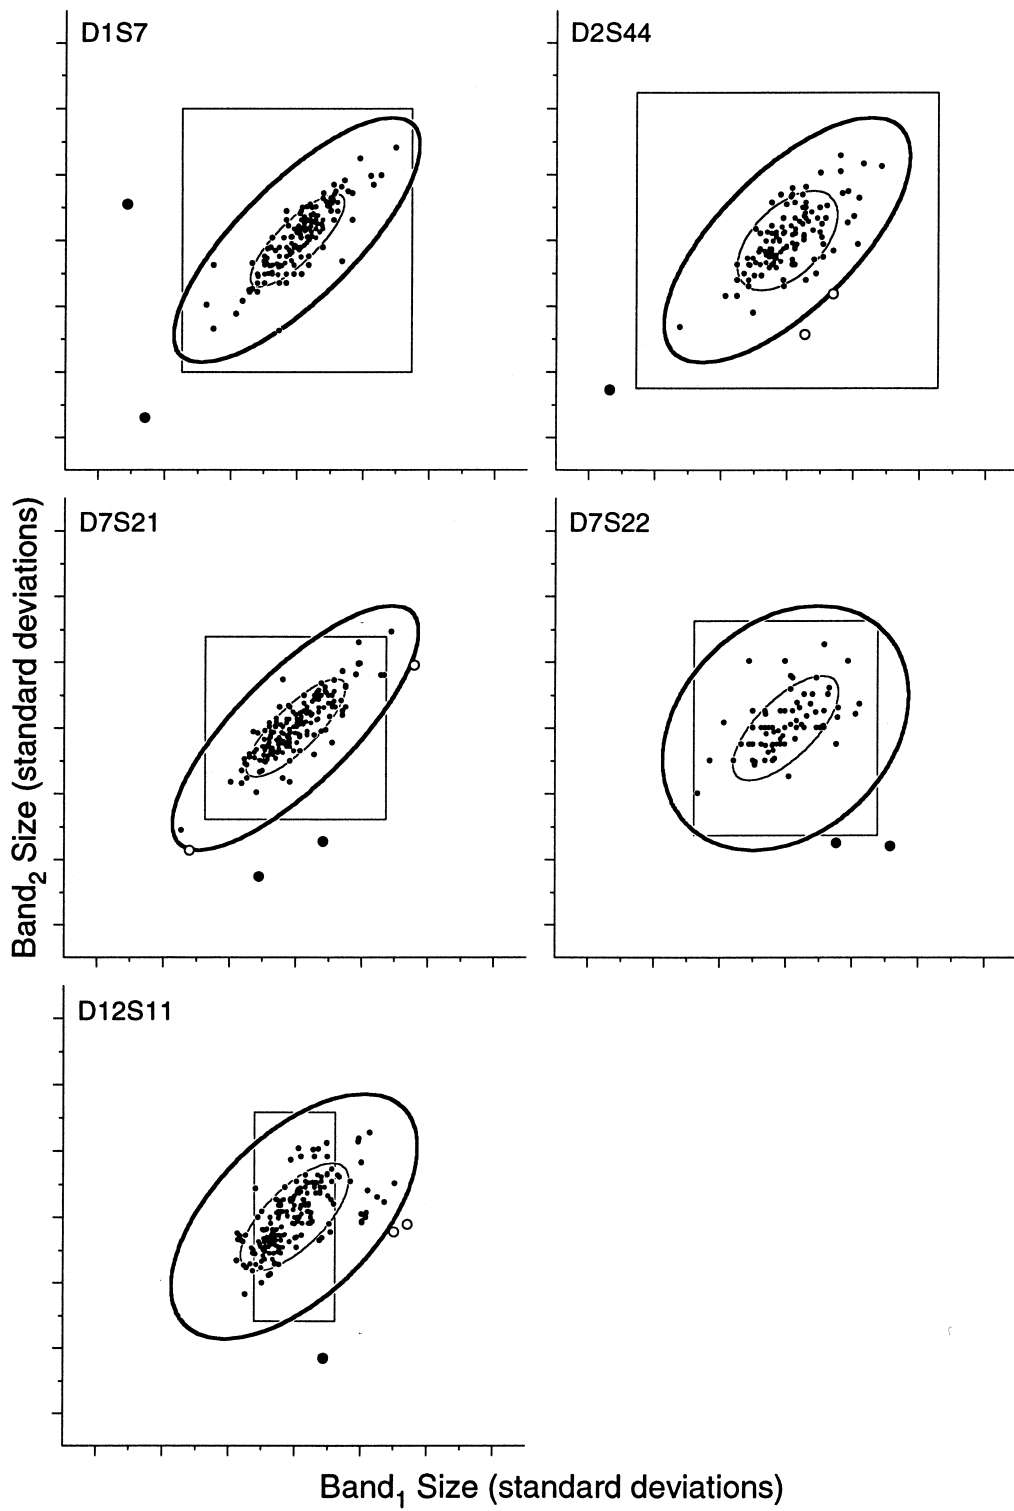 D1S7
D2S44
D7S21
D7S22
D12S11
Band₂ Size (standard deviations)
Band₁ Size (standard deviations)